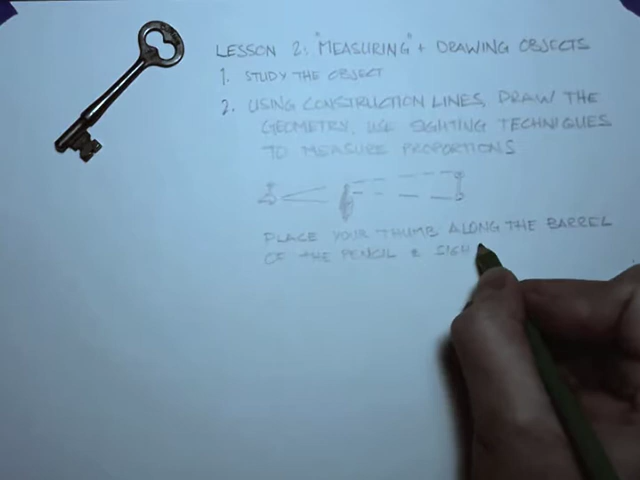 LESSON 2: "MEASURING" + DRAWING OBJECTS
1. STUDY THE OBJECT
2. USING CONSTRUCTION LINES, DRAW THE
GEOMETRY. USE SIGHTING TECHNIQUES
TO MEASURE PROPORTIONS
PLACE YOUR THUMB ALONG THE BARREL
OF THE PENCIL & SIGH